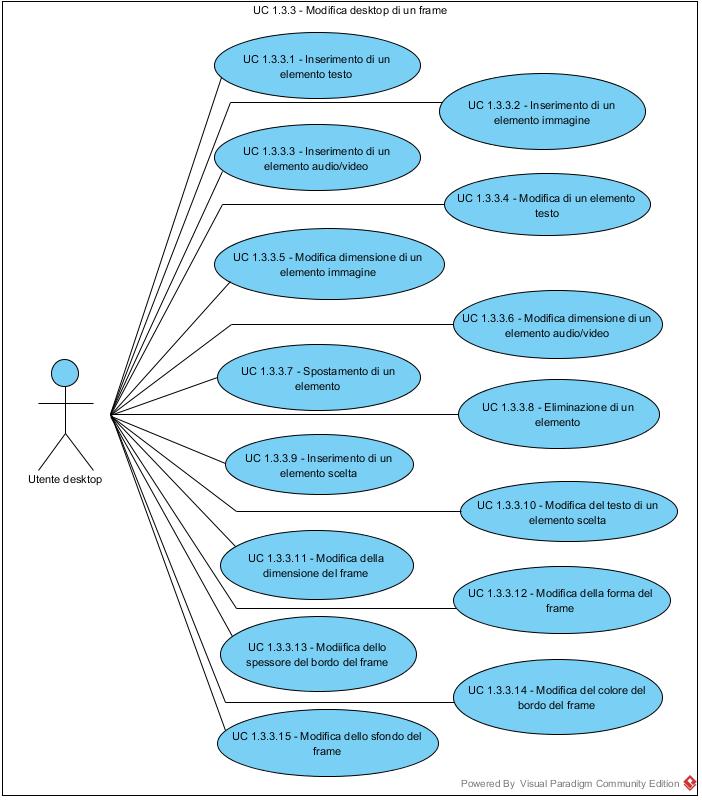 UC 1.3.3 - Modifica desktop di un frame
UC 1.3.3.1 - Inserimento di un
elemento testo
UC 1.3.3.2 - Inserimento di un
elemento immagine
UC 1.3.3.3 - Inserimento di un
elemento audio/video
UC 1.3.3.4 - Modifica di un elemento
testo
UC 1.3.3.5 - Modifica dimensione di un
elemento immagine
UC 1.3.3.6 - Modifica dimensione di un
elemento audio/video
UC 1.3.3.7 - Spostamento di un
elemento
UC 1.3.3.8 - Eliminazione di un
elemento
Utente desktop
UC 1.3.3.9 - Inserimento di un
elemento scelta
UC 1.3.3.10 - Modifica del testo di un
elemento scelta
UC 1.3.3.11 - Modifica della
dimensione del frame
UC 1.3.3.12 - Modifica della forma del
frame
UC 1.3.3.13 - Modiifica dello
spessore del bordo del frame
UC 1.3.3.14 - Modifica del colore del
bordo del frame
UC 1.3.3.15 - Modifica dello sfondo del
frame
Powered By Visual Paradigm Community Edition